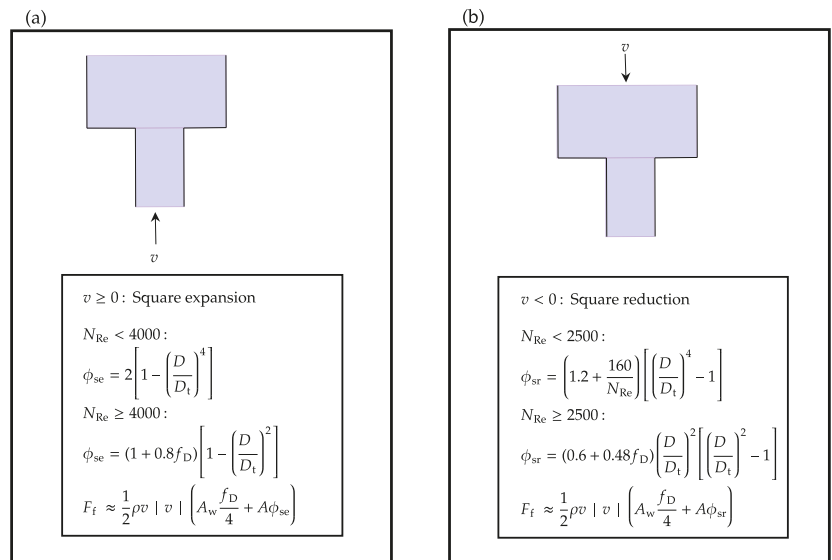 (a)
v
v ≥ 0 : Square expansion
N_Re < 4000 :
ϕ_se = 2[1 − (D/D_t)^4]
N_Re ≥ 4000 :
ϕ_se = (1 + 0.8f_D)[1 − (D/D_t)^2]
F_f ≈ 1/2 ρv | v | (A_w f_D/4 + Aϕ_se)
(b)
v
v < 0 : Square reduction
N_Re < 2500 :
ϕ_sr = (1.2 + 160/N_Re)[(D/D_t)^4 − 1]
N_Re ≥ 2500 :
ϕ_sr = (0.6 + 0.48f_D)(D/D_t)^2[(D/D_t)^2 − 1]
F_f ≈ 1/2 ρv | v | (A_w f_D/4 + Aϕ_sr)